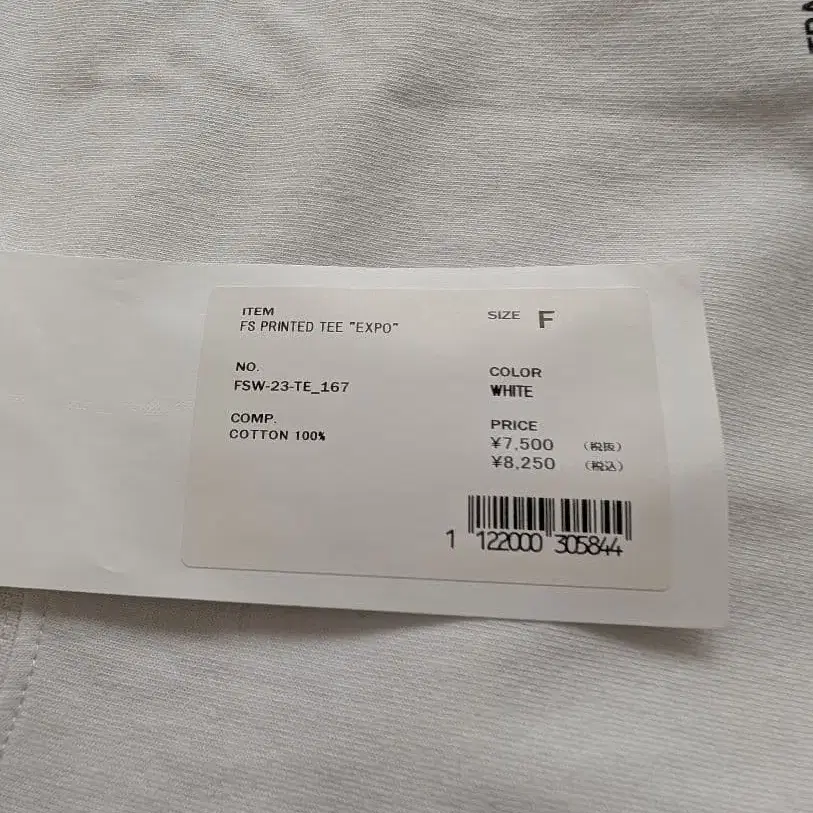 ITEM
FS PRINTED TEE "EXPO"
SIZE F
NO.
FSW-23-TE_167
COLOR
WHITE
COMP.
COTTON 100%
PRICE
¥7,500 (税抜)
¥8,250 (税込)
1 122000 305844